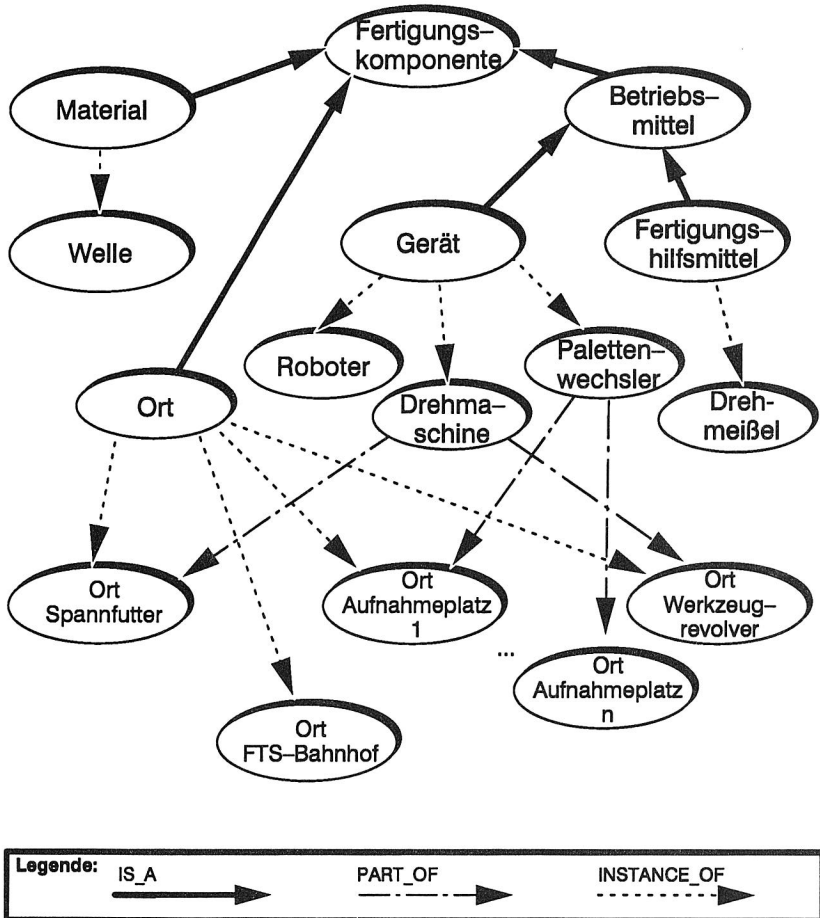 Fertigungs–
komponente
Material
Betriebs–
mittel
Welle
Gerät
Fertigungs–
hilfsmittel
Roboter
Paletten–
wechsler
Ort
Drehma–
schine
Dreh-
meißel
Ort
Spannfutter
Ort
Aufnahmeplatz
1
Ort
Werkzeug-
revolver
...
Ort
Aufnahmeplatz
n
Ort
FTS–Bahnhof
Legende:
IS_A
PART_OF
INSTANCE_OF